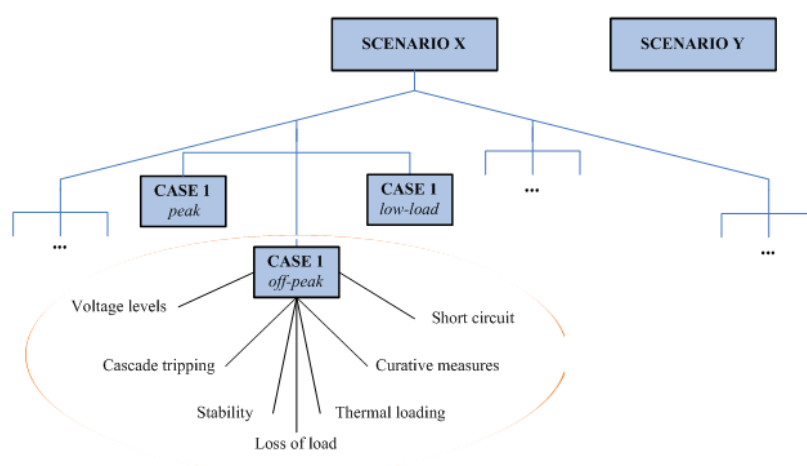 SCENARIO X
SCENARIO Y
CASE 1
peak
CASE 1
low-load
...
...
...
CASE 1
off-peak
Voltage levels
Short circuit
Cascade tripping
Curative measures
Stability
Thermal loading
Loss of load